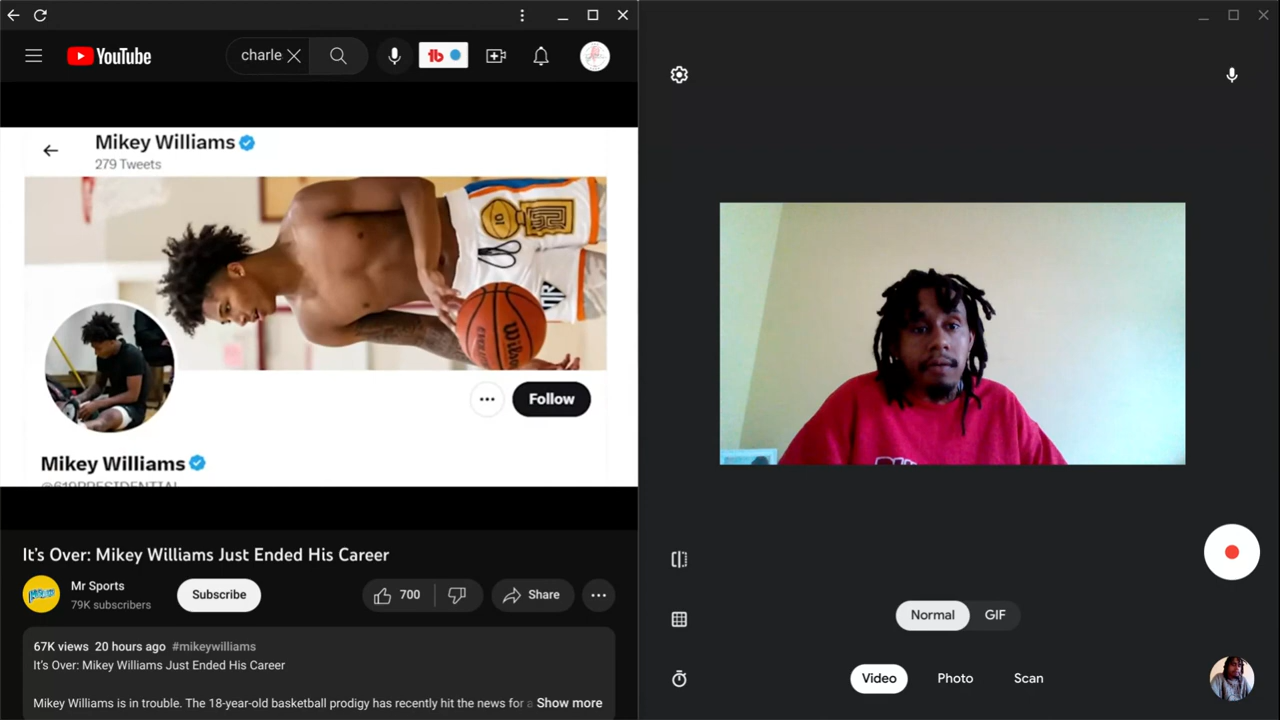 YouTube
charle
tb
Mikey Williams
279 Tweets
Wilson
Follow
Mikey Williams
@619PRESIDENTIAL
It's Over: Mikey Williams Just Ended His Career
Mr Sports
79K subscribers
Subscribe
700
Share
67K views 20 hours ago #mikeywilliams
It's Over: Mikey Williams Just Ended His Career
Mikey Williams is in trouble. The 18-year-old basketball prodigy has recently hit the news for a Show more
Normal
GIF
Video
Photo
Scan